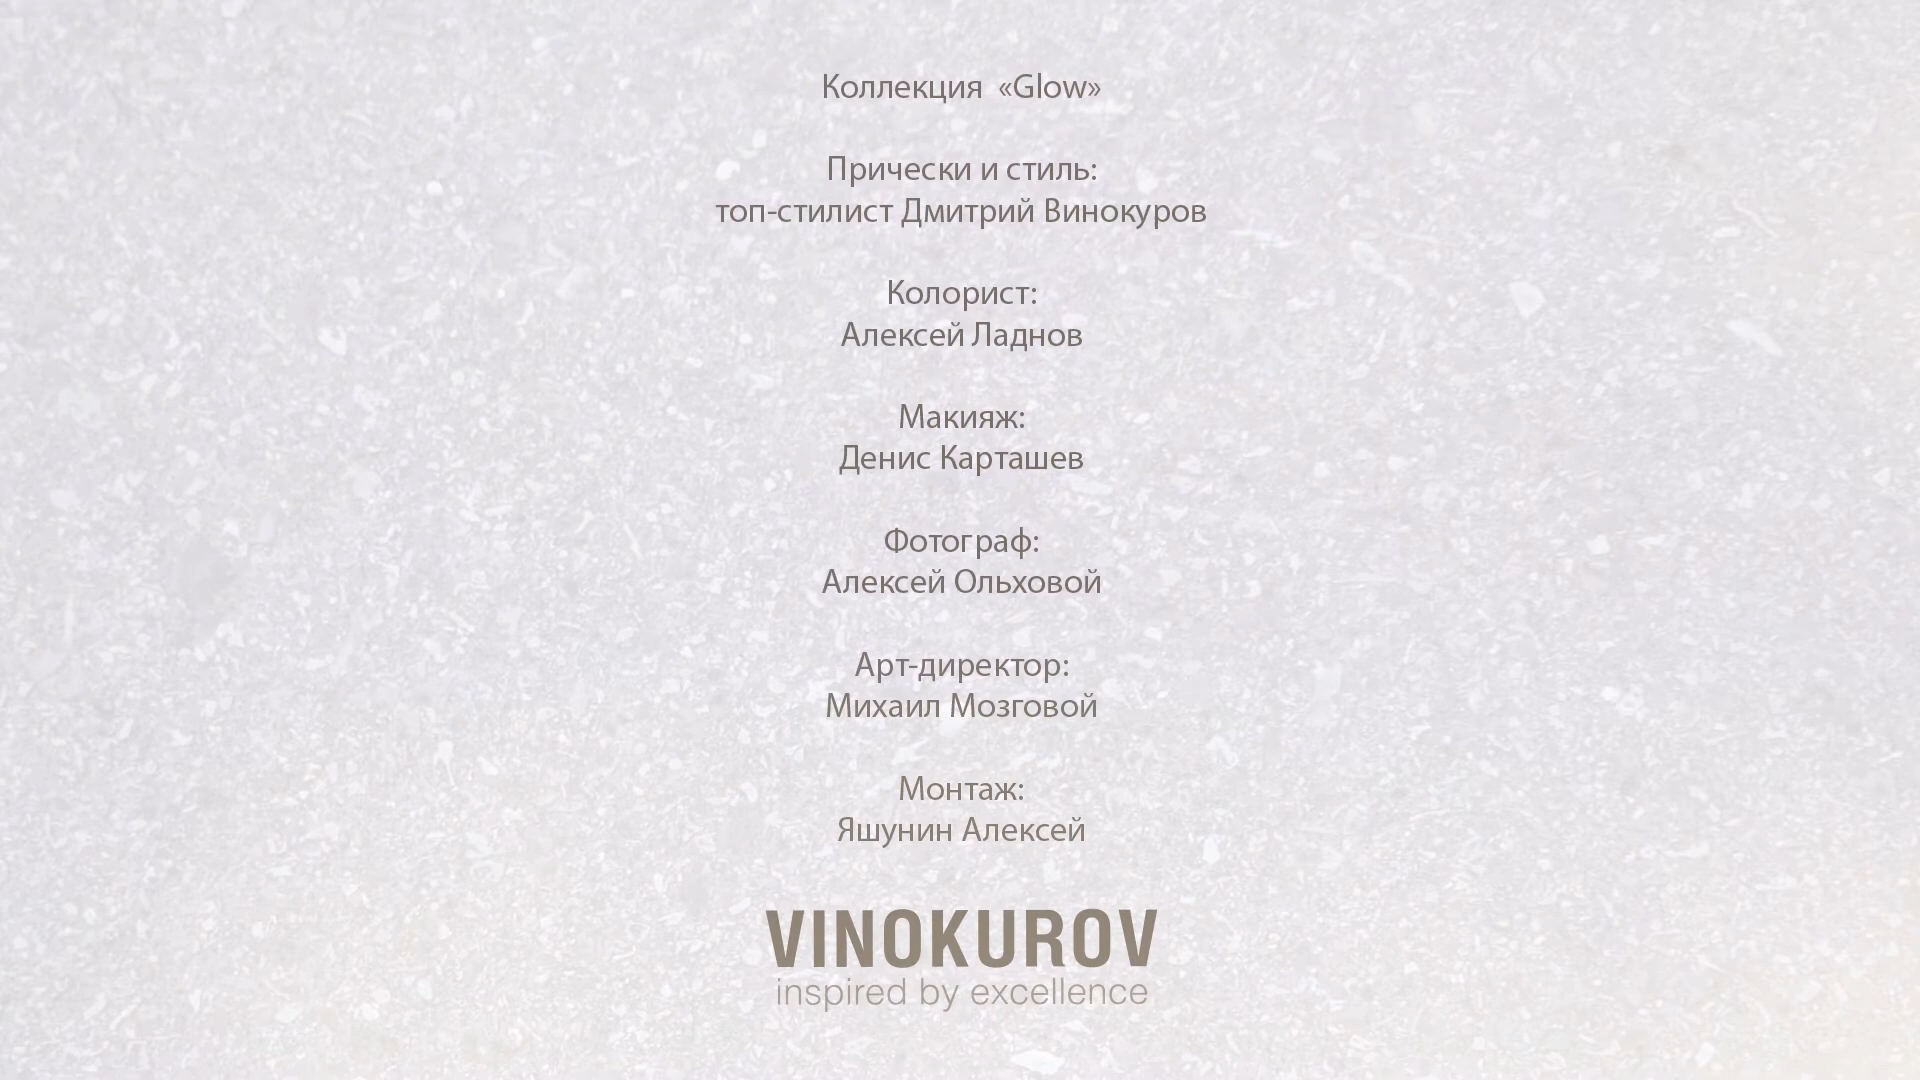 Коллекция «Glow»
Прически и стиль:
топ-стилист Дмитрий Винокуров
Колорист:
Алексей Ладнов
Макияж:
Денис Карташев
Фотограф:
Алексей Ольховой
Арт-директор:
Михаил Мозговой
Монтаж:
Яшунин Алексей
VINOKUROV
inspired by excellence